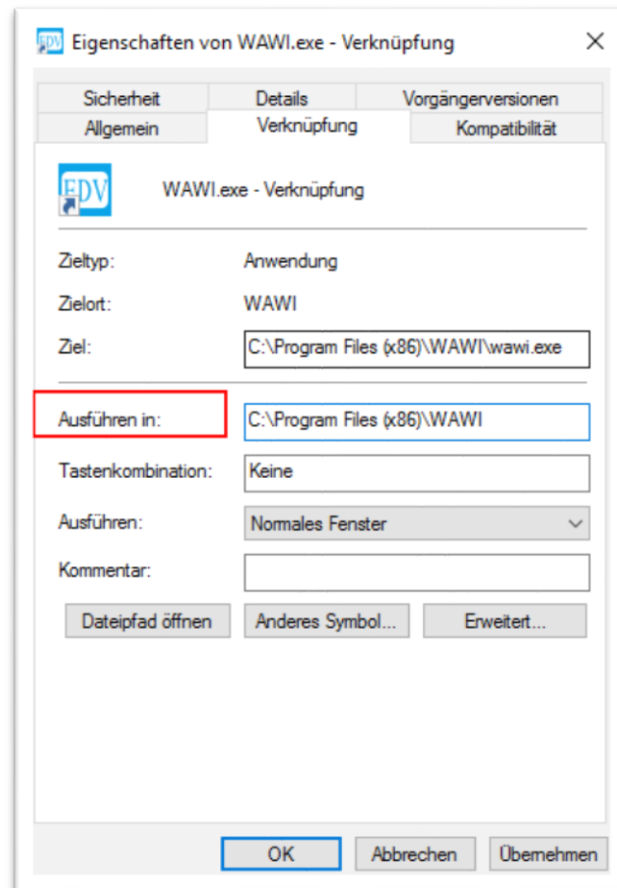 Eigenschaften von WAWI.exe - Verknüpfung
Sicherheit Details Vorgängerversionen
Allgemein Verknüpfung Kompatibilität
EDV WAWI.exe - Verknüpfung
Zieltyp: Anwendung
Zielort: WAWI
Ziel: C:\Program Files (x86)\WAWI\wawi.exe
Ausführen in: C:\Program Files (x86)\WAWI
Tastenkombination: Keine
Ausführen: Normales Fenster
Kommentar:
Dateipfad öffnen Anderes Symbol... Erweitert...
OK Abbrechen Übernehmen